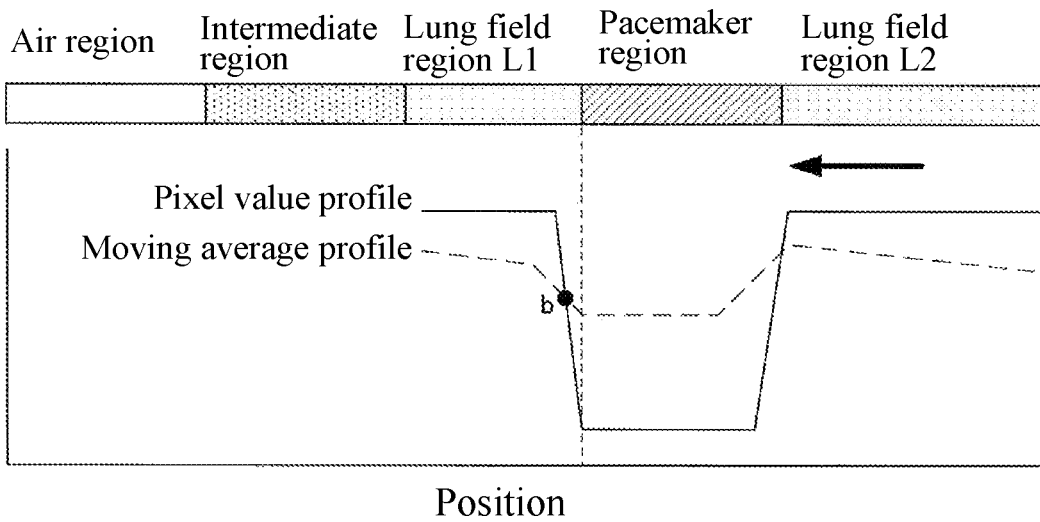 Air region
Intermediate
region
Lung field
region L1
Pacemaker
region
Lung field
region L2
Pixel value profile
Moving average profile
b
Position